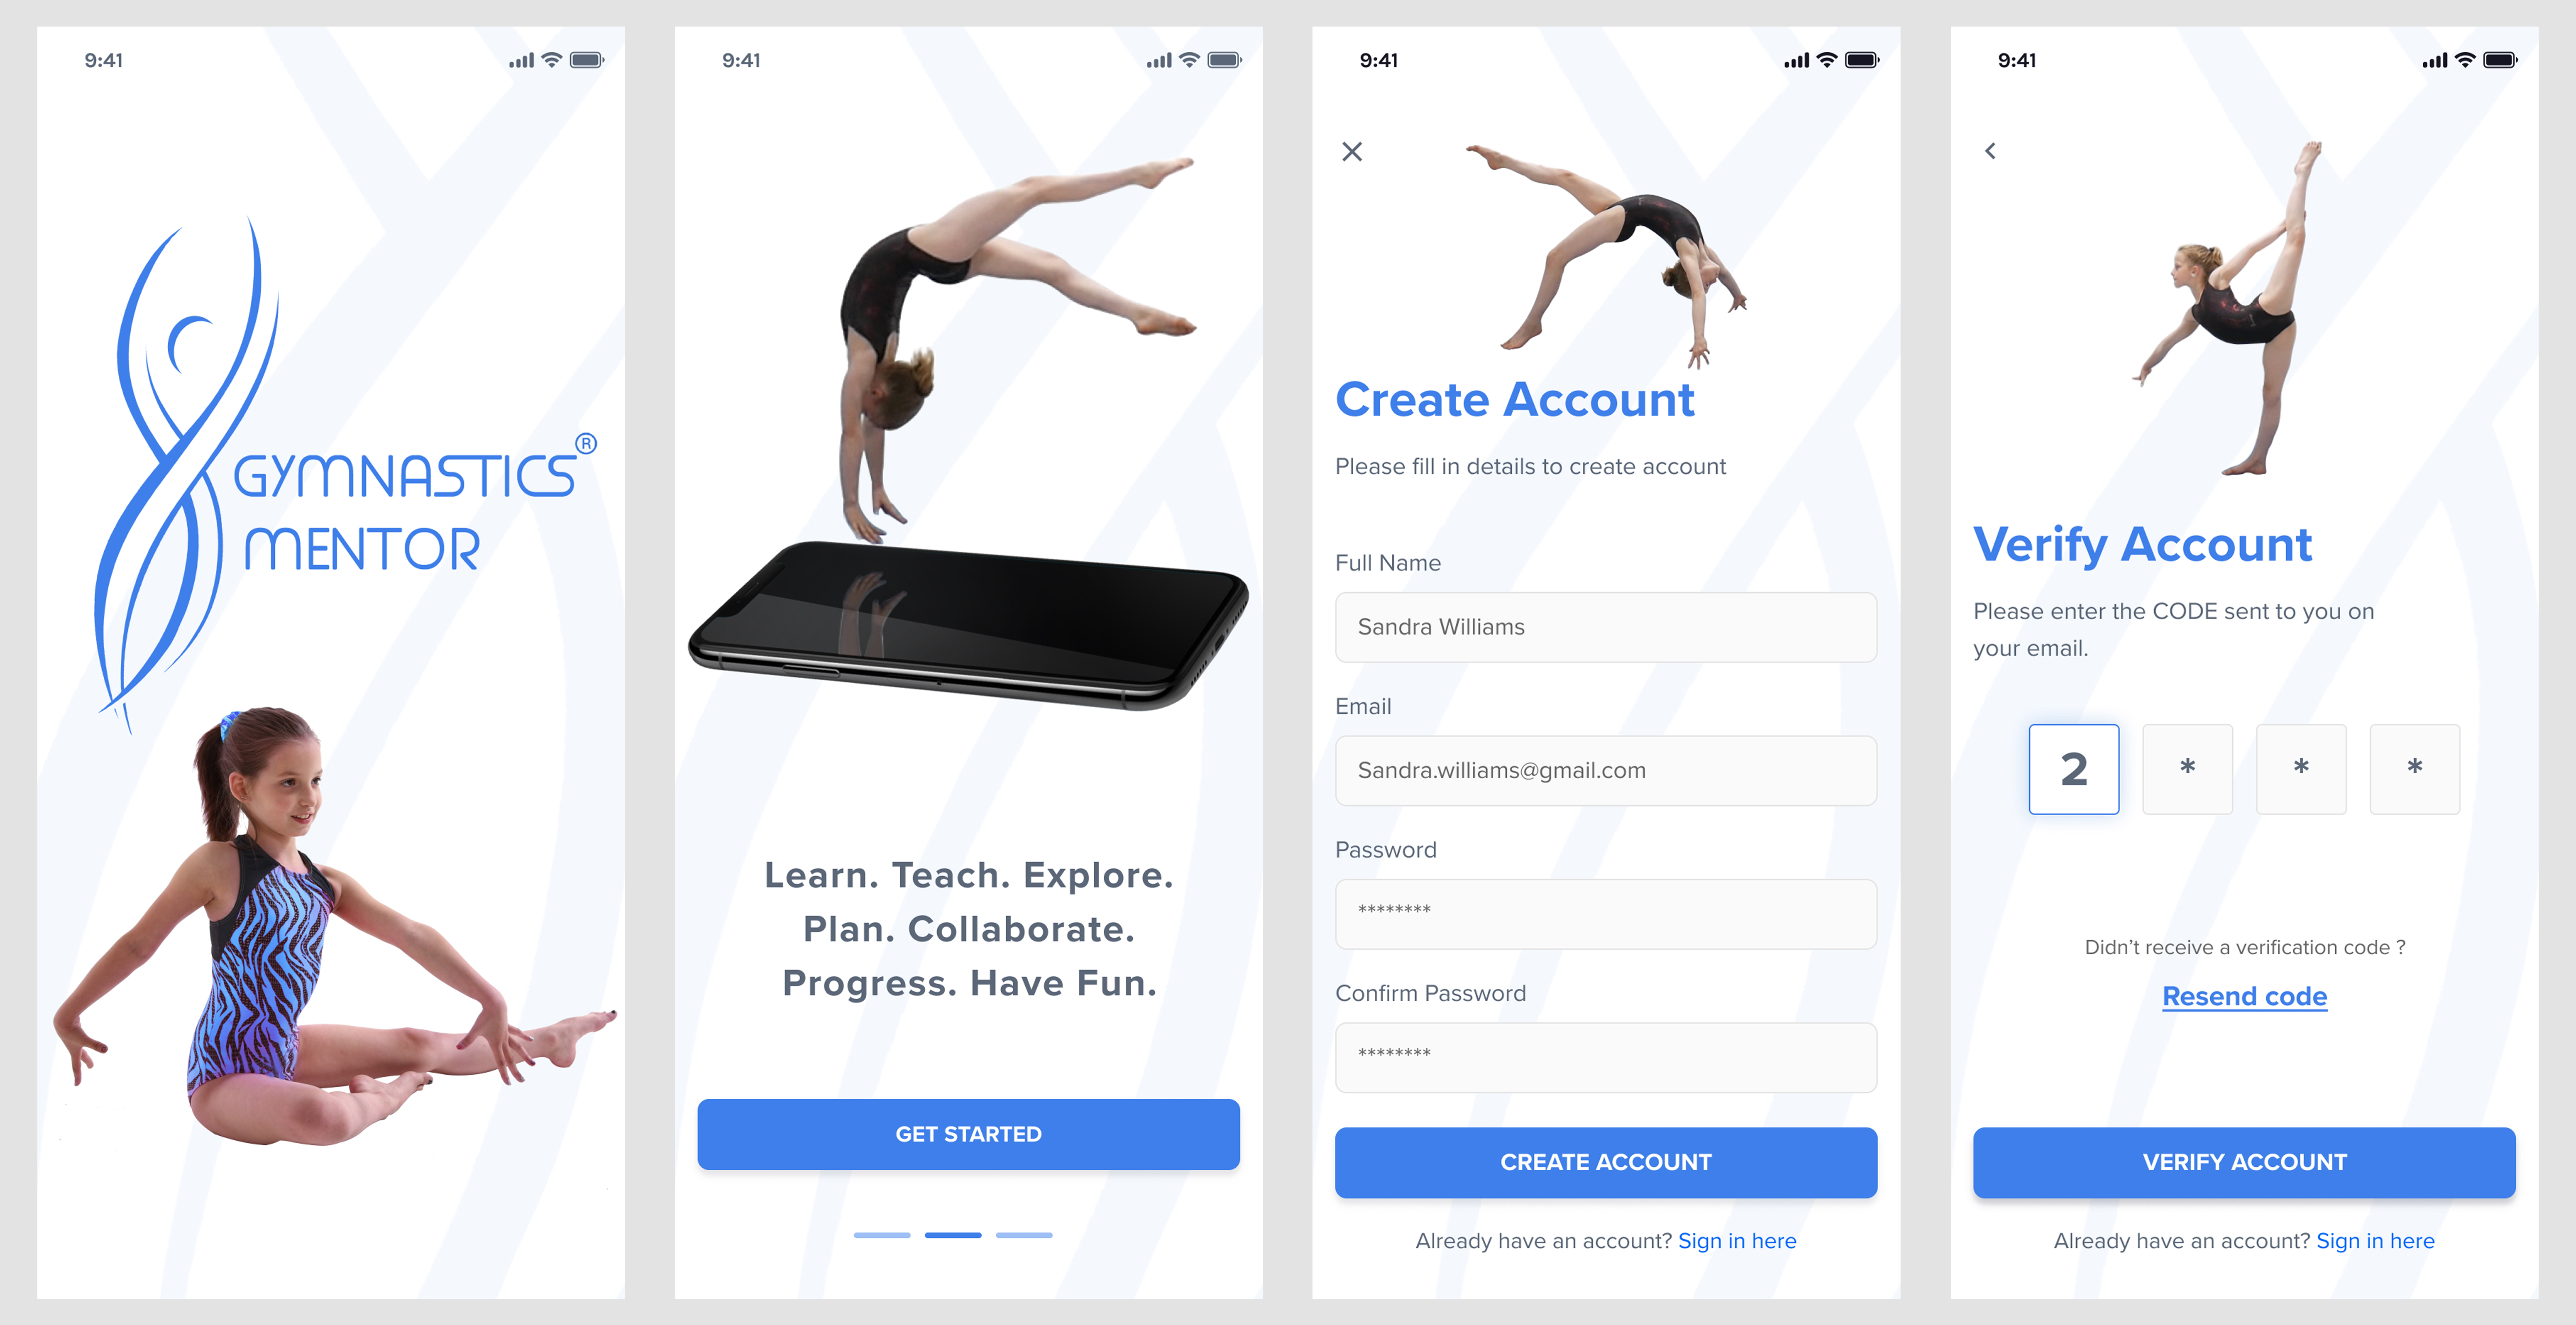 9:41
GYMNASTICS®
MENTOR
9:41
Learn. Teach. Explore.
Plan. Collaborate.
Progress. Have Fun.
GET STARTED
9:41
Create Account
Please fill in details to create account
Full Name
Sandra Williams
Email
Sandra.williams@gmail.com
Password
********
Confirm Password
********
CREATE ACCOUNT
Already have an account? Sign in here
9:41
Verify Account
Please enter the CODE sent to you on
your email.
2 * * *
Didn't receive a verification code ?
Resend code
VERIFY ACCOUNT
Already have an account? Sign in here